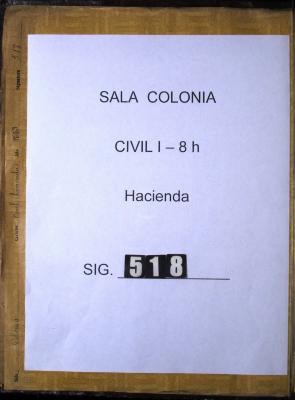 SALA COLONIA
CIVIL I – 8 h
Hacienda
SIG. 518